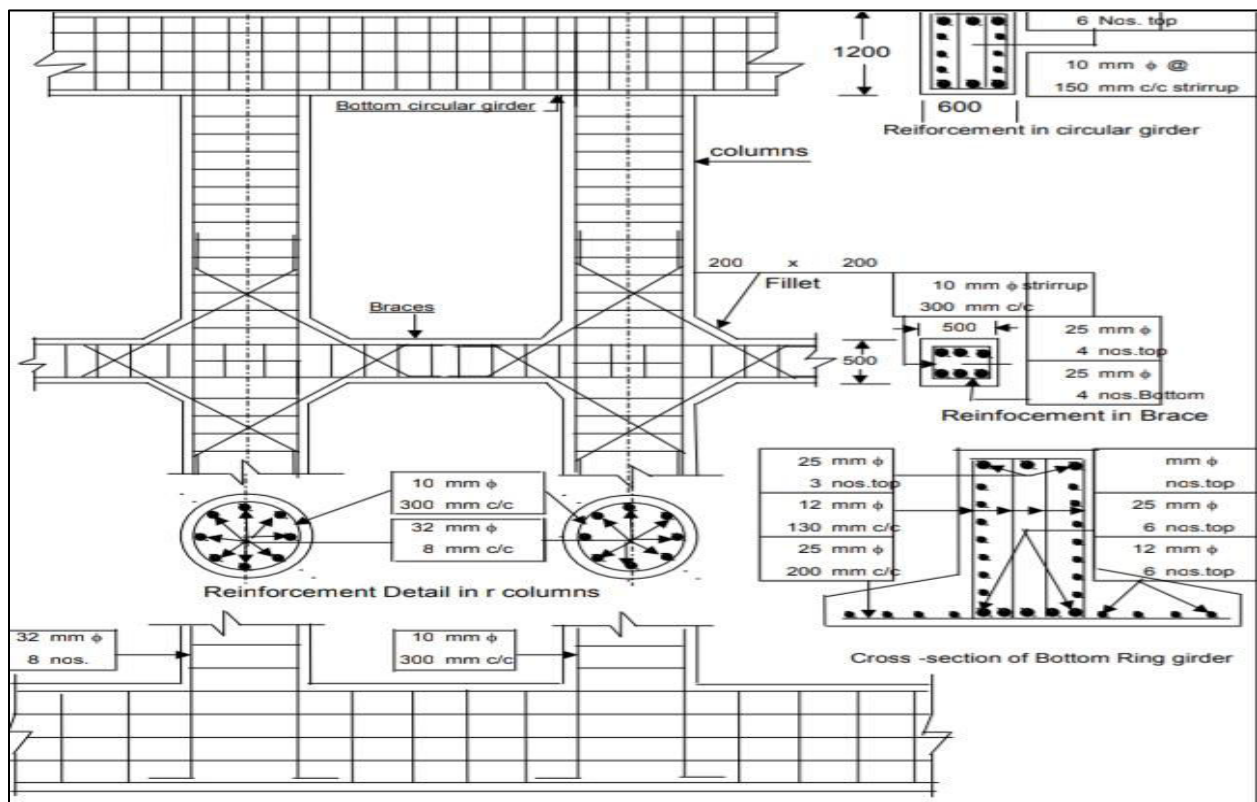 6 Nos. top
1200
10 mm ϕ @
150 mm c/c strirrup
Bottom circular girder
600
Reiforcement in circular girder
columns
200 x 200
Fillet
10 mm ϕ strirrup
300 mm c/c
Braces
500
25 mm ϕ
4 nos.top
500
25 mm ϕ
4 nos.Bottom
Reinfocement in Brace
25 mm ϕ
3 nos.top
12 mm ϕ
130 mm c/c
25 mm ϕ
200 mm c/c
mm ϕ
nos.top
25 mm ϕ
6 nos.top
12 mm ϕ
6 nos.top
10 mm ϕ
300 mm c/c
32 mm ϕ
8 mm c/c
Reinforcement Detail in r columns
32 mm ϕ
8 nos.
10 mm ϕ
300 mm c/c
Cross -section of Bottom Ring girder